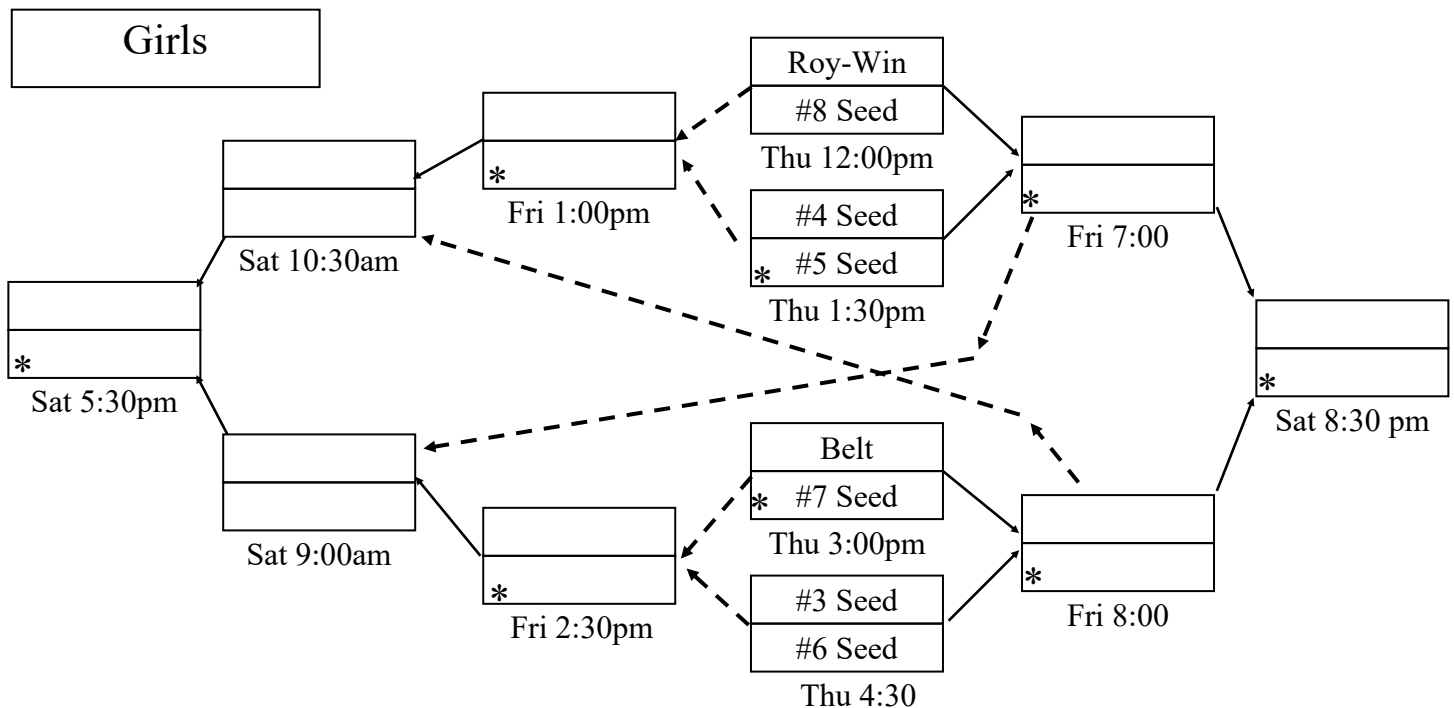 Girls
Roy-Win
#8 Seed
Thu 12:00pm
#4 Seed
* #5 Seed
Thu 1:30pm
*
Fri 1:00pm
*
Fri 7:00
Sat 10:30am
*
Sat 5:30pm
*
Sat 8:30 pm
Belt
* #7 Seed
Thu 3:00pm
#3 Seed
#6 Seed
Thu 4:30
Sat 9:00am
*
Fri 2:30pm
*
Fri 8:00